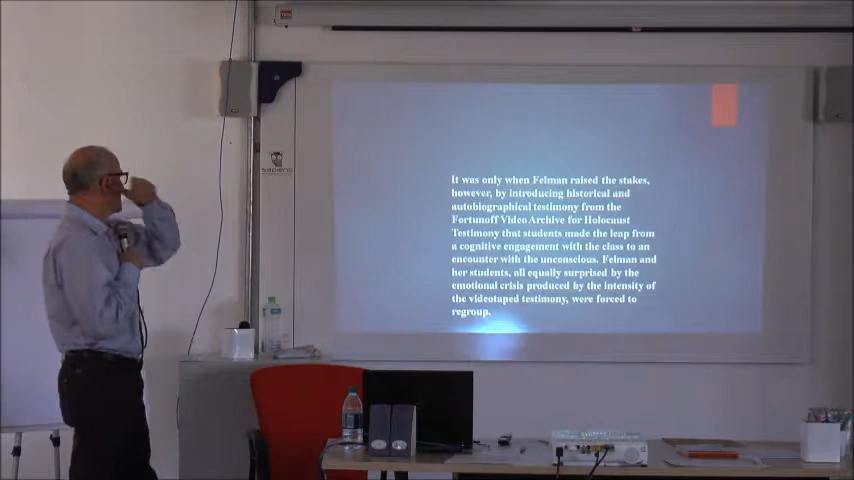 sapieno
It was only when Felman raised the stakes,
however, by introducing historical and
autobiographical testimony from the
Fortunoff Video Archive for Holocaust
Testimony that students made the leap from
a cognitive engagement with the class to an
encounter with the unconscious. Felman and
her students, all equally surprised by the
emotional crisis produced by the intensity of
the videotaped testimony, were forced to
regroup.